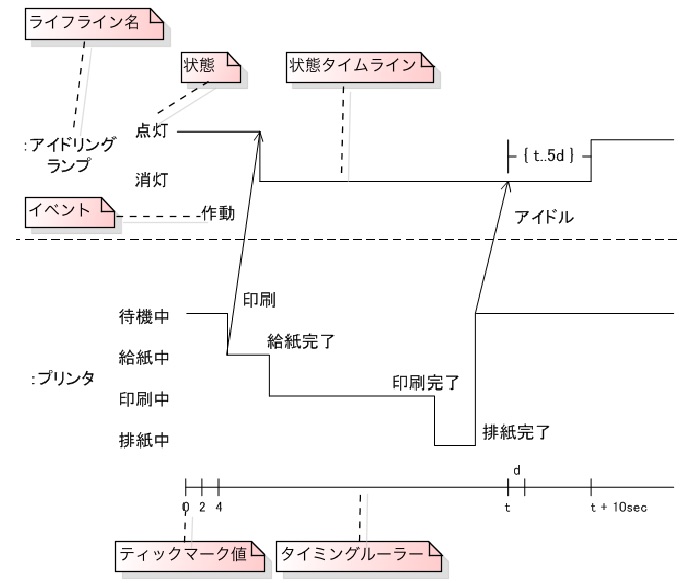 ライフライン名
状態
状態タイムライン
点灯
:アイドリング
ランプ
{ t..5d }
消灯
イベント
作動
アイドル
印刷
待機中
給紙完了
給紙中
:プリンタ
印刷完了
印刷中
排紙完了
排紙中
d
0 2 4
t
t + 10sec
ティックマーク値
タイミングルーラー